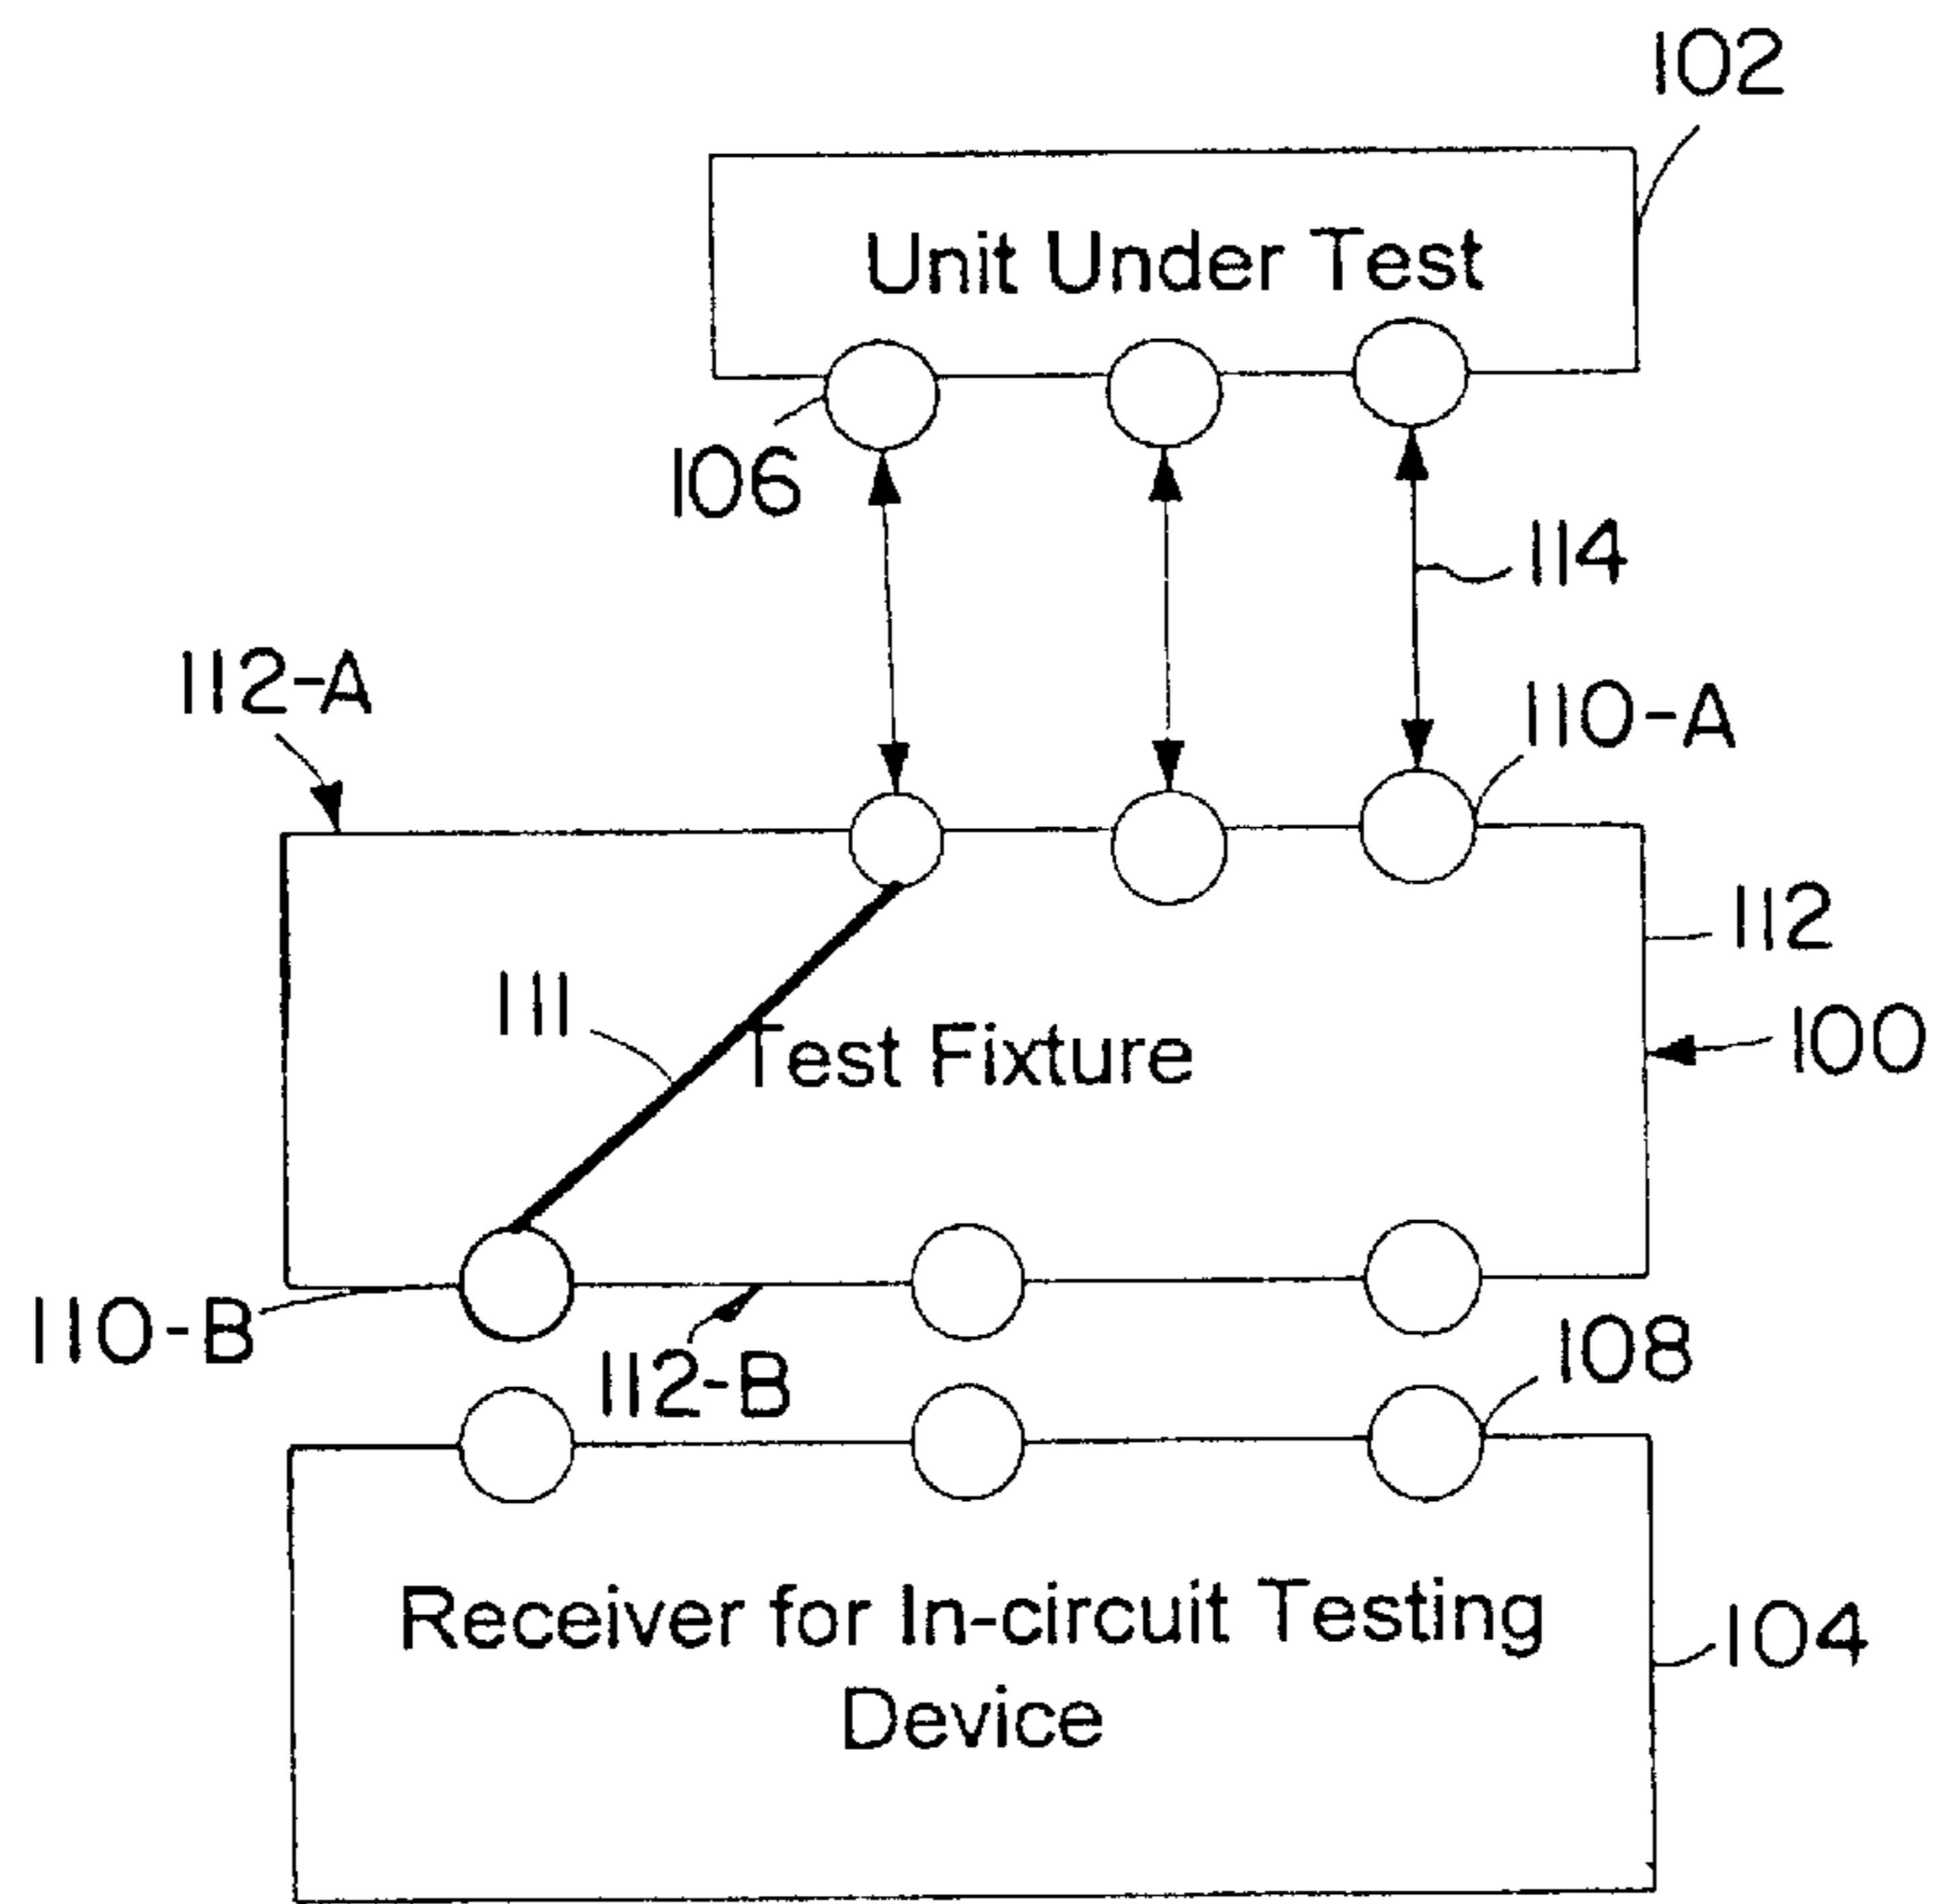 102
Unit Under Test
106
114
112-A
110-A
112
111
Test Fixture
100
110-B
112-B
108
Receiver for In-circuit Testing
Device
104